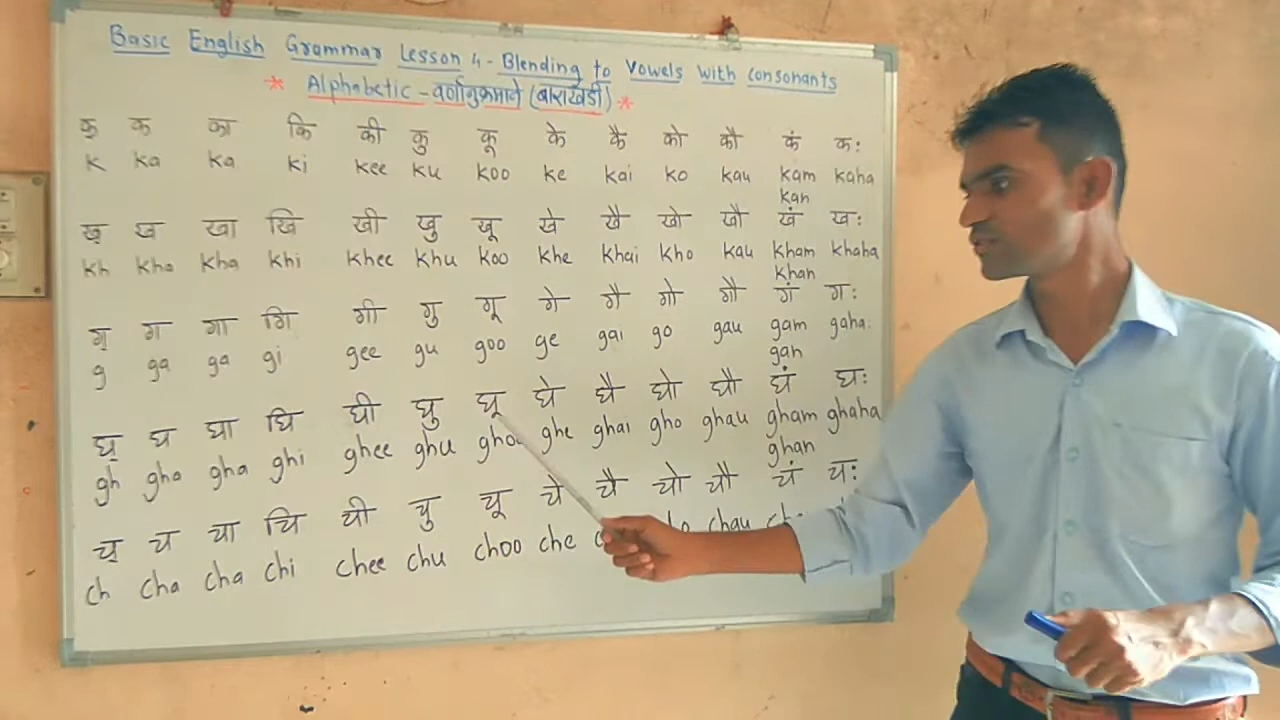 Basic English Grammar Lesson 4 - Blending to Vowels with consonants
* Alphabetic - वर्णानुक्रमाने (बाराखडी) *
क् क का कि की कु कू के कै को कौ कं कः
k ka ka ki kee ku koo ke kai ko kau kam kaha
kan
ख् ख खा खि खी खु खू खे खै खो खौ खं खः
kh kha kha khi khee khu koo khe khai kho kau kham khaha
khan
ग् ग गा गि गी गु गू गे गै गो गौ गं गः
g ga ga gi gee gu goo ge gai go gau gam gaha
gan
घ् घ घा घि घी घु घू घे घै घो घौ घं घः
gh gha gha ghi ghee ghu ghe ghai gho ghau gham ghaha
ghan
च् च चा चि ची चु चू चे चै चो चौ चं चः
ch cha cha chi chee chu choo che chau